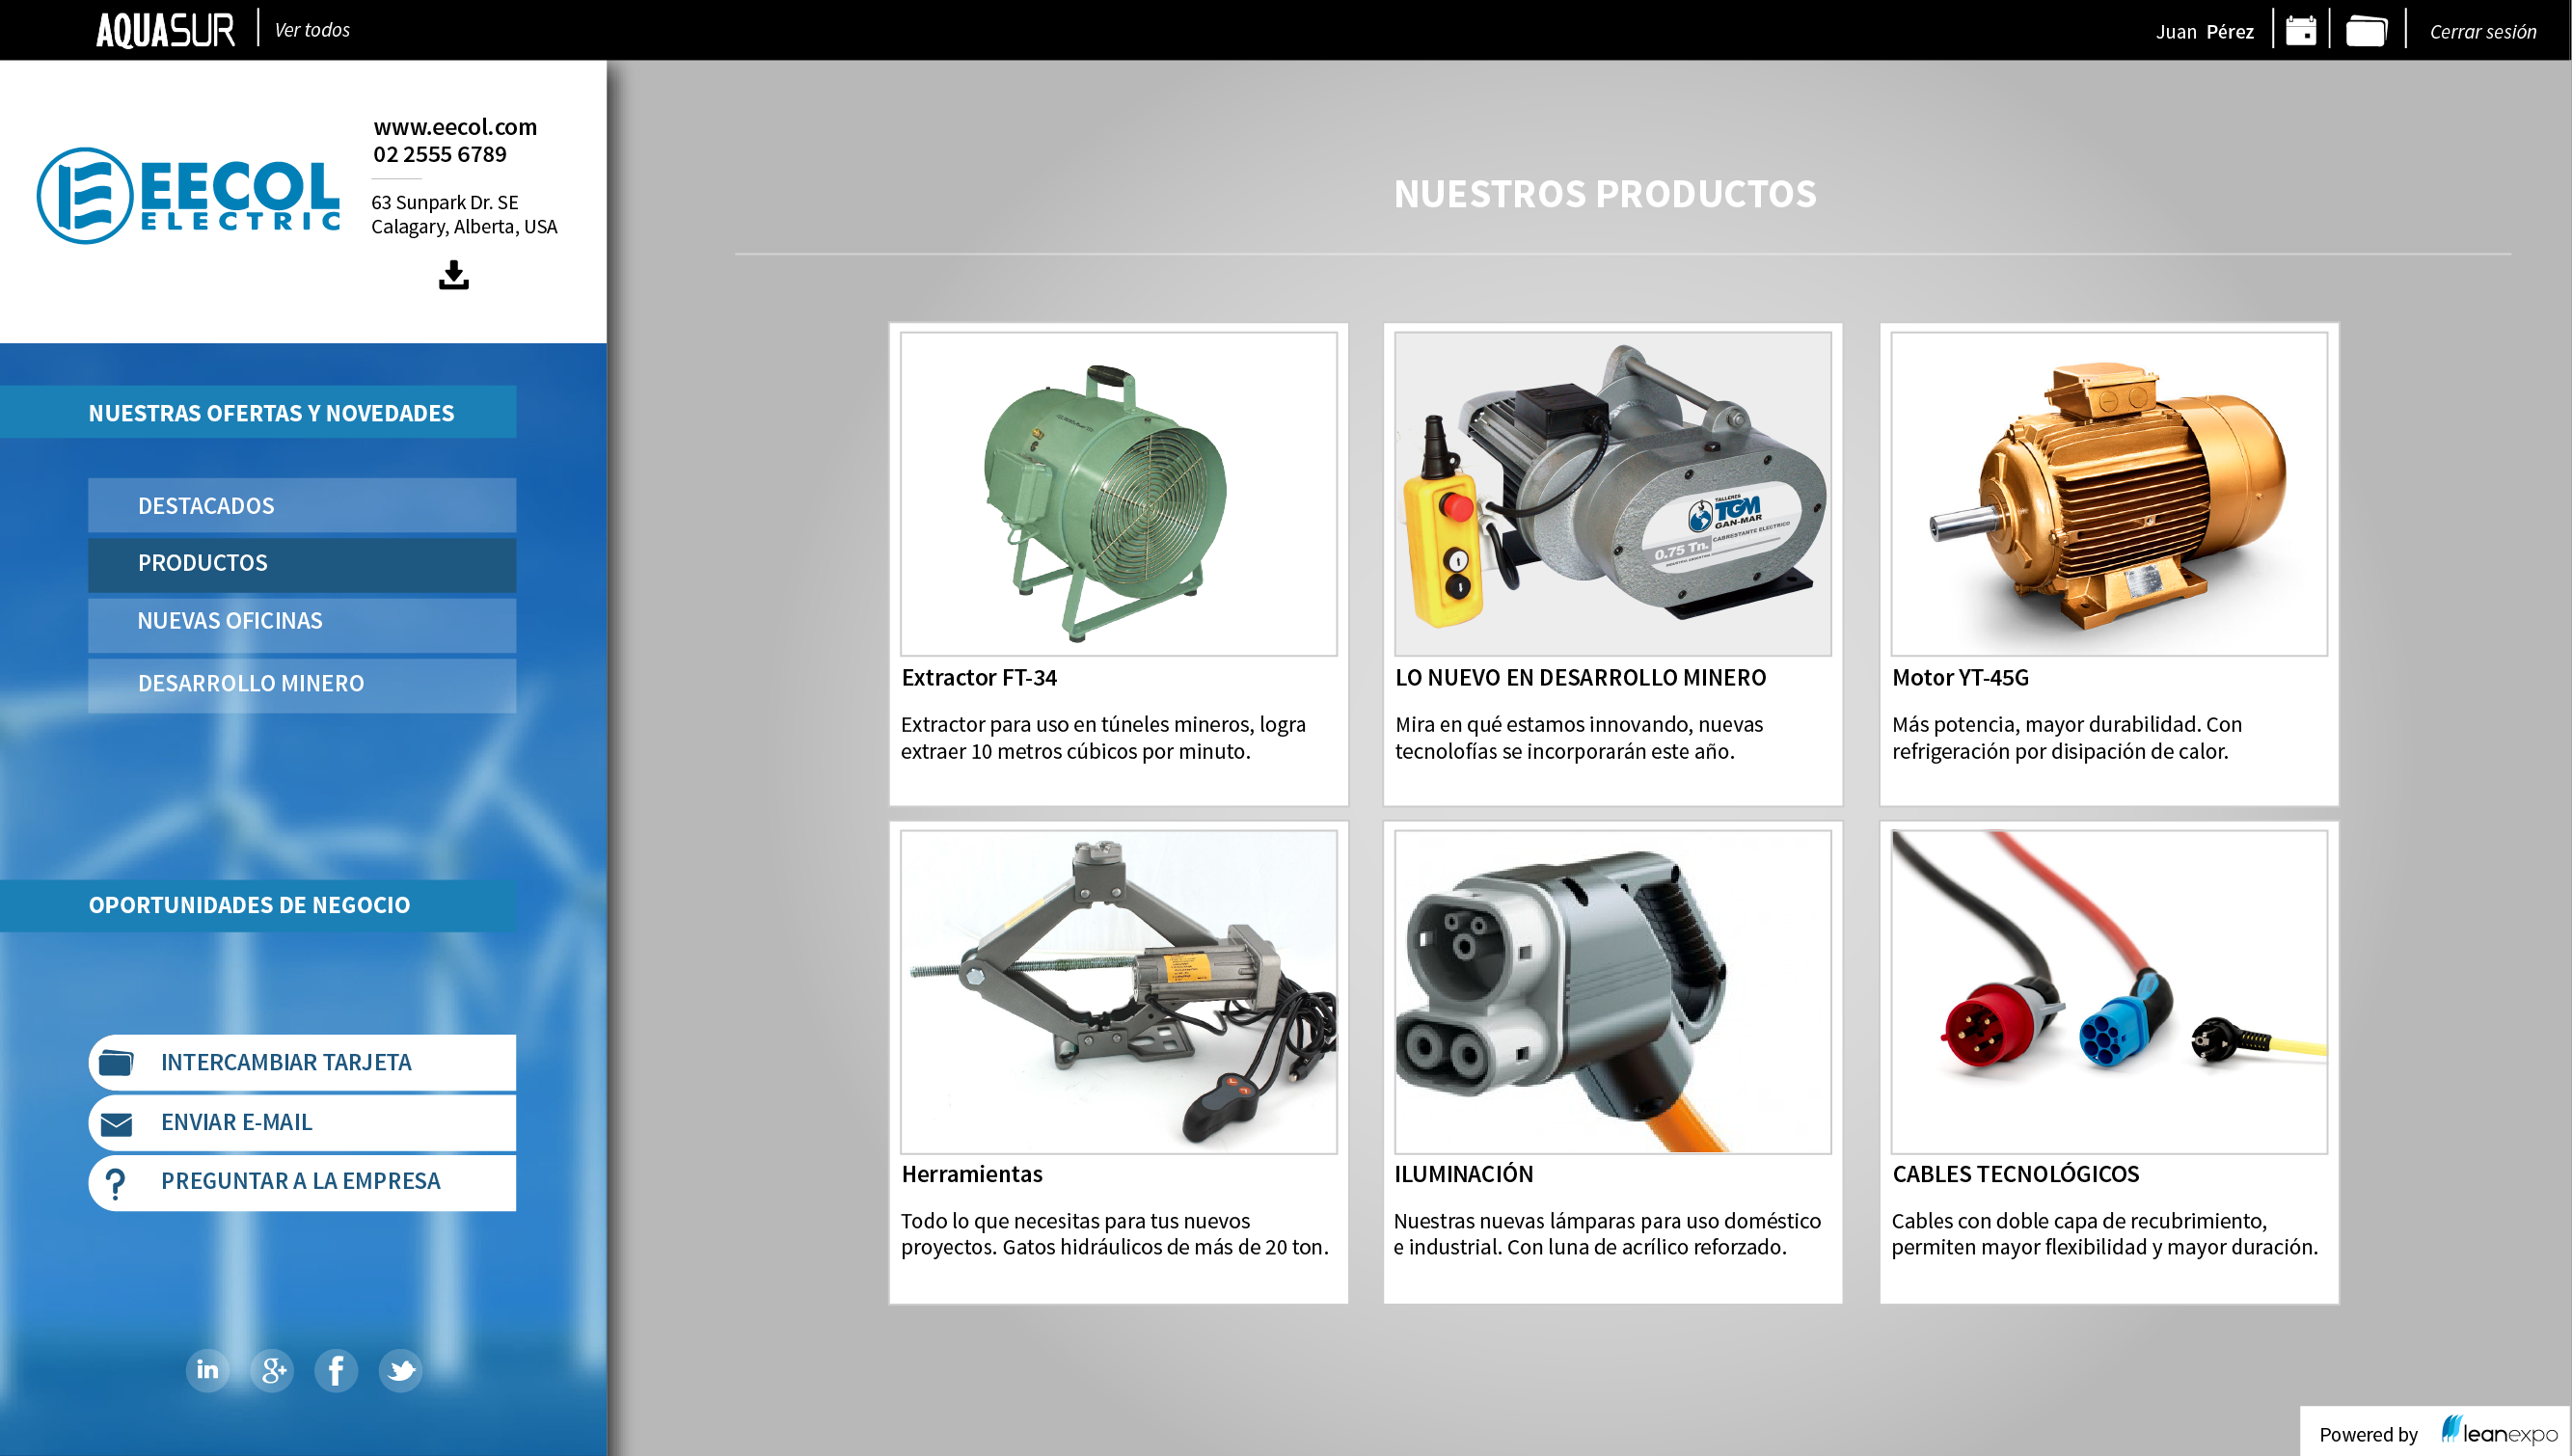 AQUASUR
Ver todos
Juan Pérez
Cerrar sesión
www.eecol.com
02 2555 6789
EECOL
ELECTRIC
63 Sunpark Dr. SE
Calagary, Alberta, USA
NUESTRAS OFERTAS Y NOVEDADES
DESTACADOS
PRODUCTOS
NUEVAS OFICINAS
DESARROLLO MINERO
OPORTUNIDADES DE NEGOCIO
INTERCAMBIAR TARJETA
ENVIAR E-MAIL
? PREGUNTAR A LA EMPRESA
in g+ f
NUESTROS PRODUCTOS
Extractor FT-34
Extractor para uso en túneles mineros, logra
extraer 10 metros cúbicos por minuto.
TALLERES
TGM
GAN-MAR
0.75 Tn. CABRESTANTE ELECTRICO
LO NUEVO EN DESARROLLO MINERO
Mira en qué estamos innovando, nuevas
tecnolofías se incorporarán este año.
Motor YT-45G
Más potencia, mayor durabilidad. Con
refrigeración por disipación de calor.
Herramientas
Todo lo que necesitas para tus nuevos
proyectos. Gatos hidráulicos de más de 20 ton.
ILUMINACIÓN
Nuestras nuevas lámparas para uso doméstico
e industrial. Con luna de acrílico reforzado.
CABLES TECNOLÓGICOS
Cables con doble capa de recubrimiento,
permiten mayor flexibilidad y mayor duración.
Powered by leanexpo